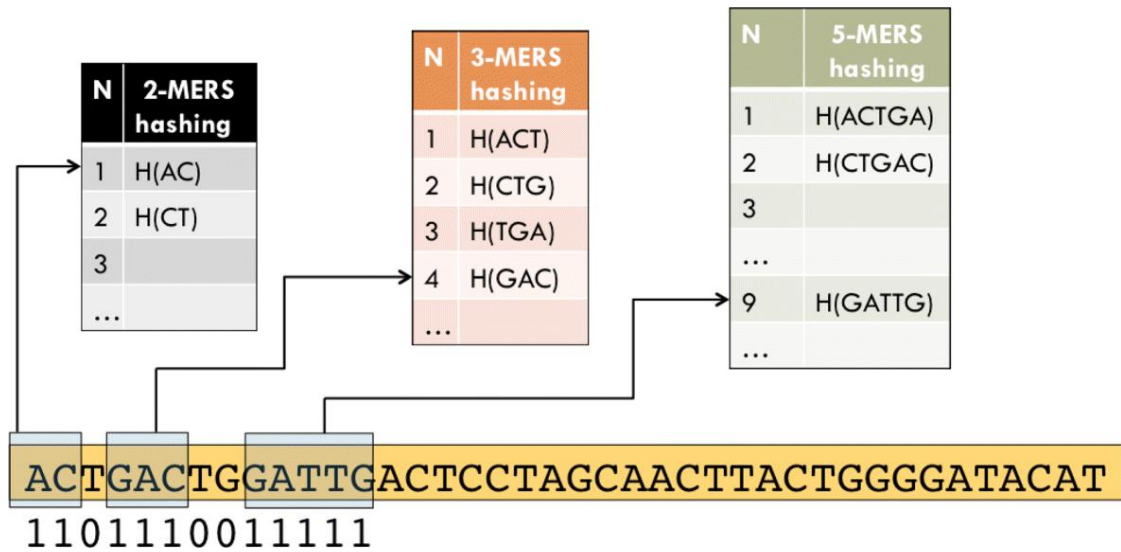 N 2-MERS hashing
1 H(AC)
2 H(CT)
3
...
N 3-MERS hashing
1 H(ACT)
2 H(CTG)
3 H(TGA)
4 H(GAC)
...
N 5-MERS hashing
1 H(ACTGA)
2 H(CTGAC)
3
...
9 H(GATTG)
...
ACTGACTGGATTGACTCCTAGCAACTTACTGGGGATACAT
1101110011111